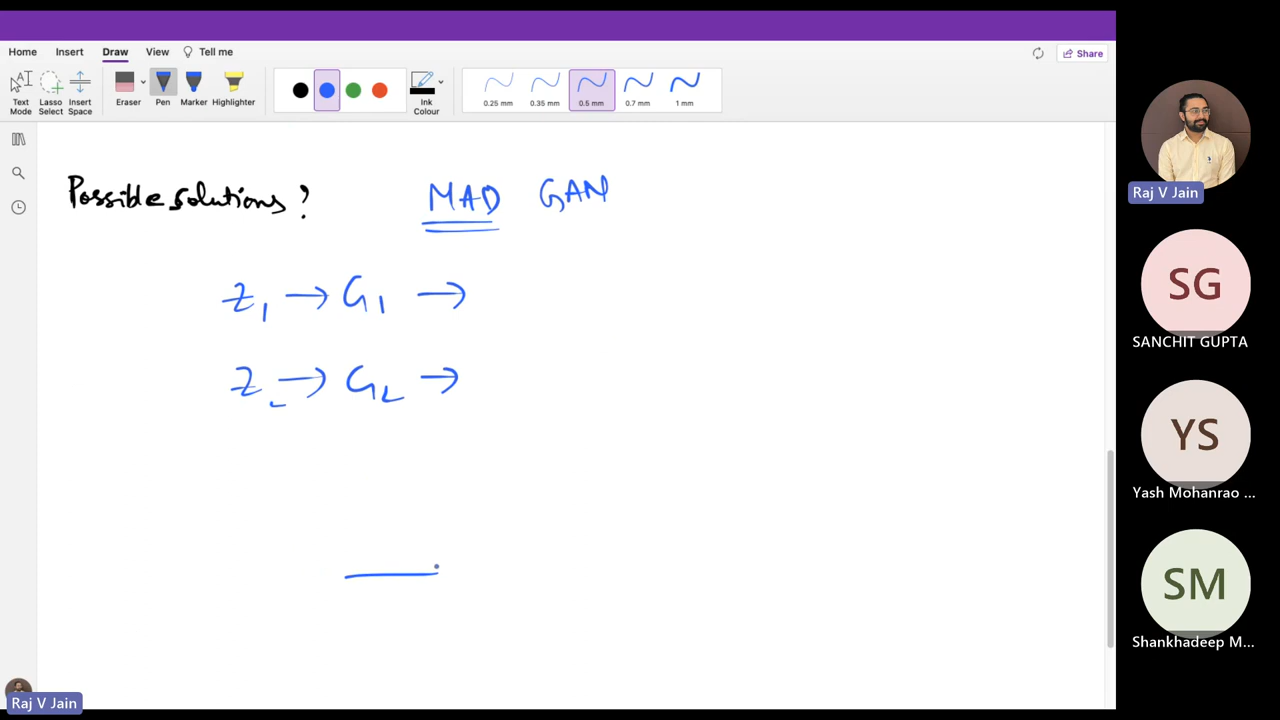 Home Insert Draw View Tell me Share
Text Mode Lasso Select Insert Space Eraser Pen Marker Highlighter Ink Colour 0.25 mm 0.35 mm 0.5 mm 0.7 mm 1 mm
Possible solutions? MAD GAN
z1 → G1 →
z2 → G2 →
Raj V Jain
Raj V Jain
SG
SANCHIT GUPTA
YS
Yash Mohanrao ...
SM
Shankhadeep M...